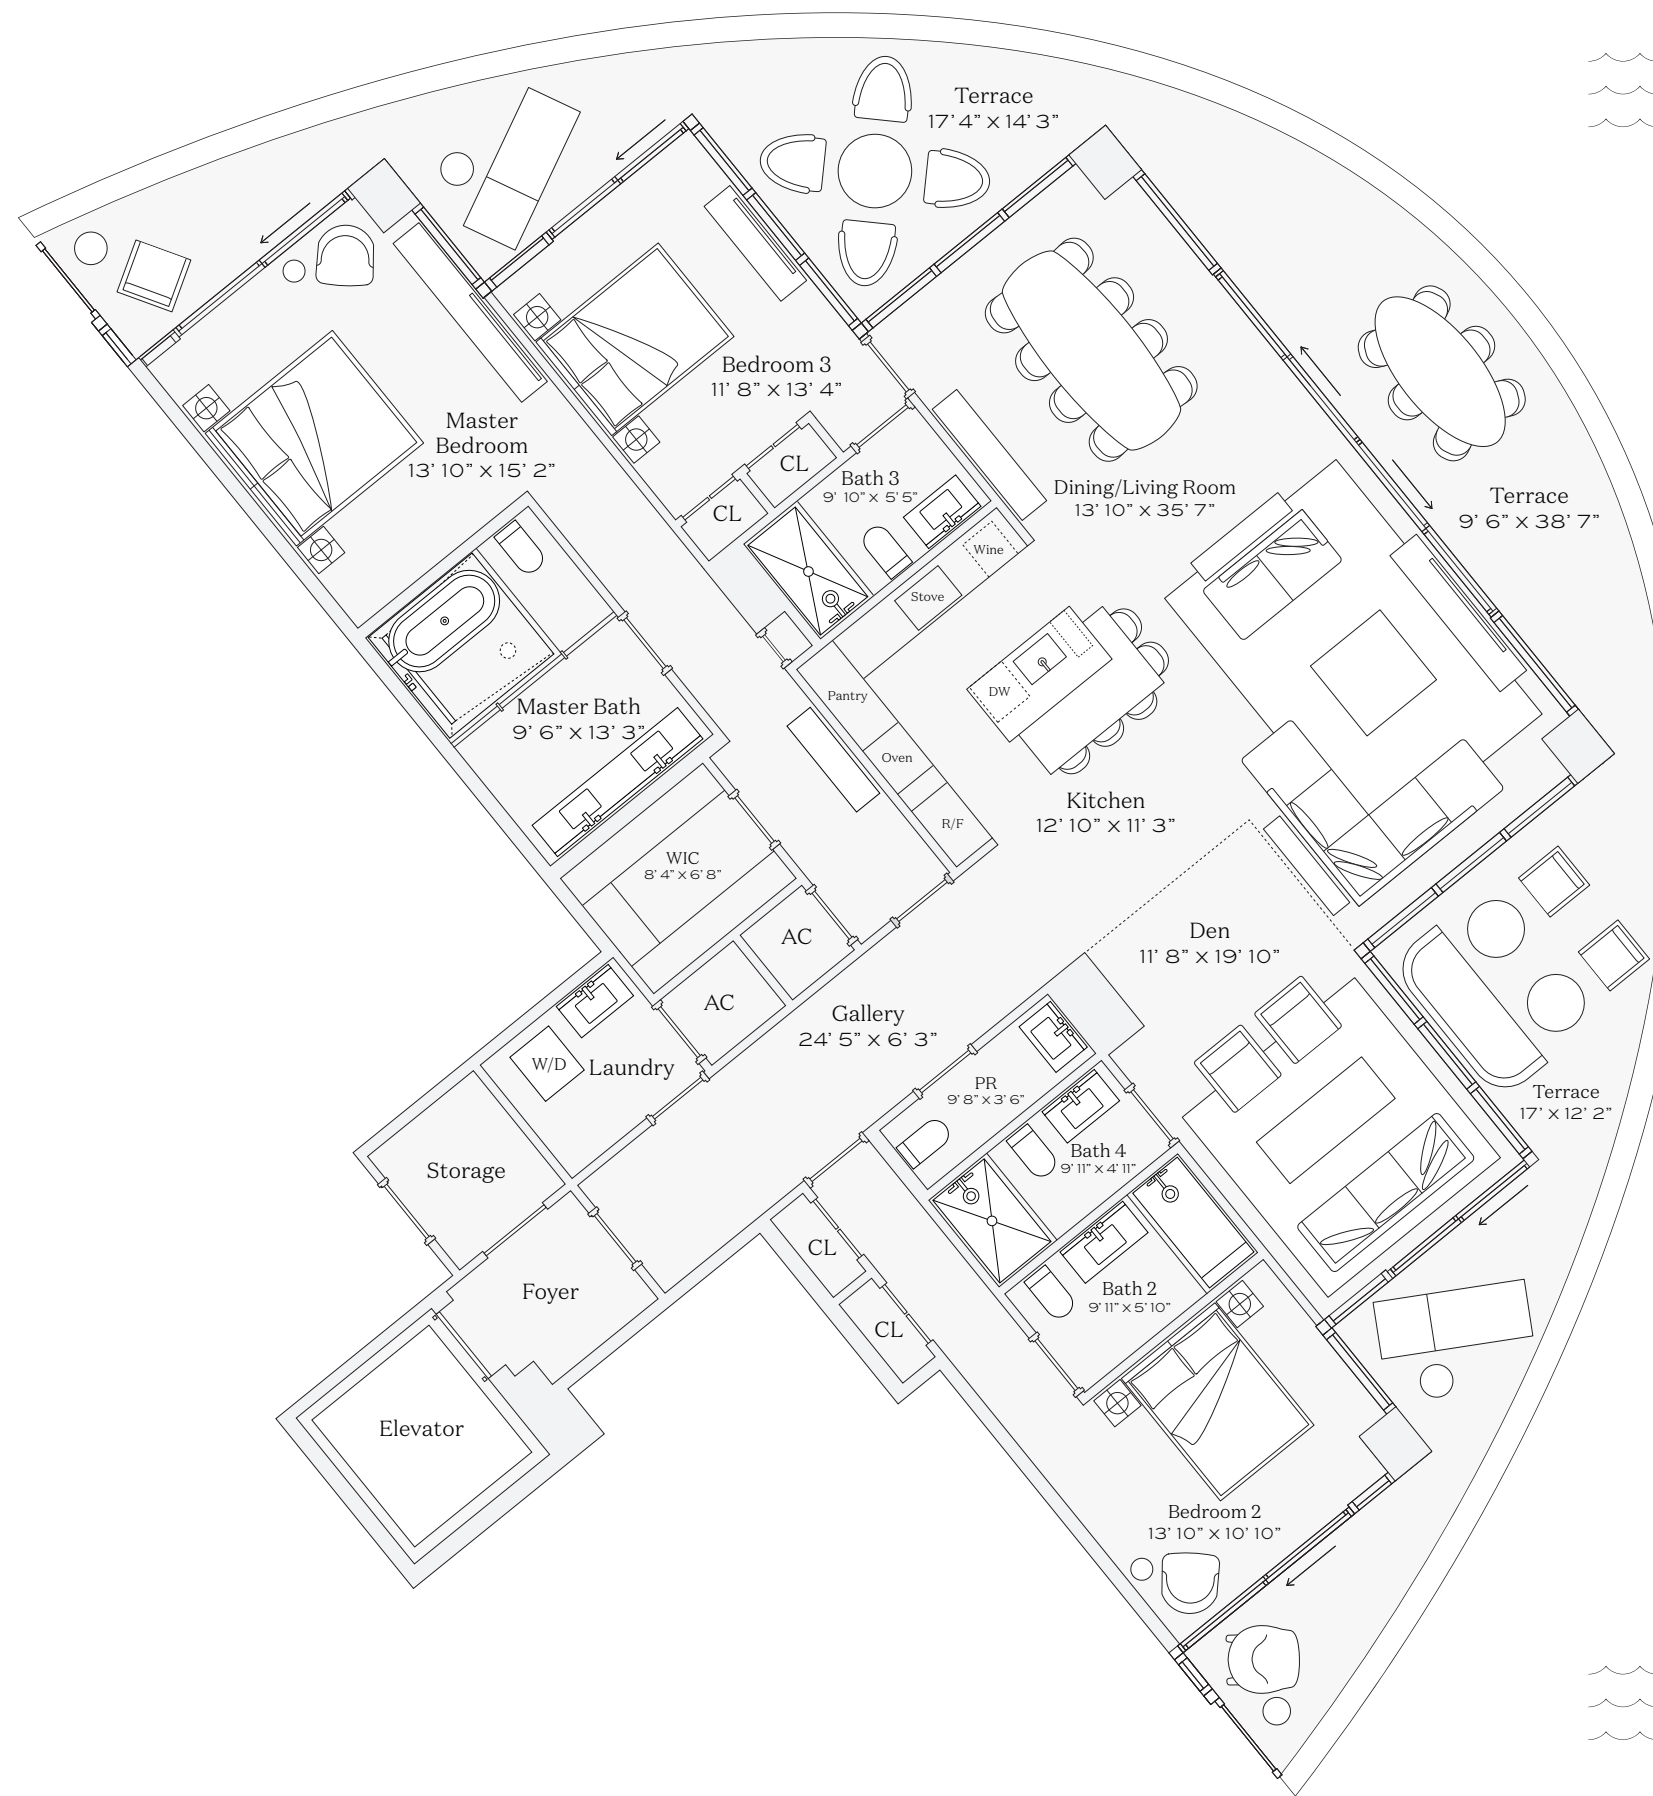 Terrace
17' 4” X 14' 3”
Bedroom 3
11' 8” X 13' 4”
Master
Bedroom
13' 10” X 15' 2”
CL
CL
Bath 3
9' 10” X 5' 5”
Dining/Living Room
13' 10” X 35' 7”
Terrace
9' 6” X 38' 7”
Wine
Stove
Pantry
DW
Master Bath
9' 6” X 13' 3”
Oven
Kitchen
12' 10” X 11' 3”
R/F
WIC
8' 4” X 6' 8”
AC
Den
11' 8” X 19' 10”
AC
Gallery
24' 5” X 6' 3”
W/D
Laundry
PR
9' 8” X 3' 6”
Terrace
17' X 12' 2”
Bath 4
9' 11” X 4' 11”
Storage
CL
Foyer
Bath 2
9' 11” X 5' 10”
CL
Elevator
Bedroom 2
13' 10” X 10' 10”